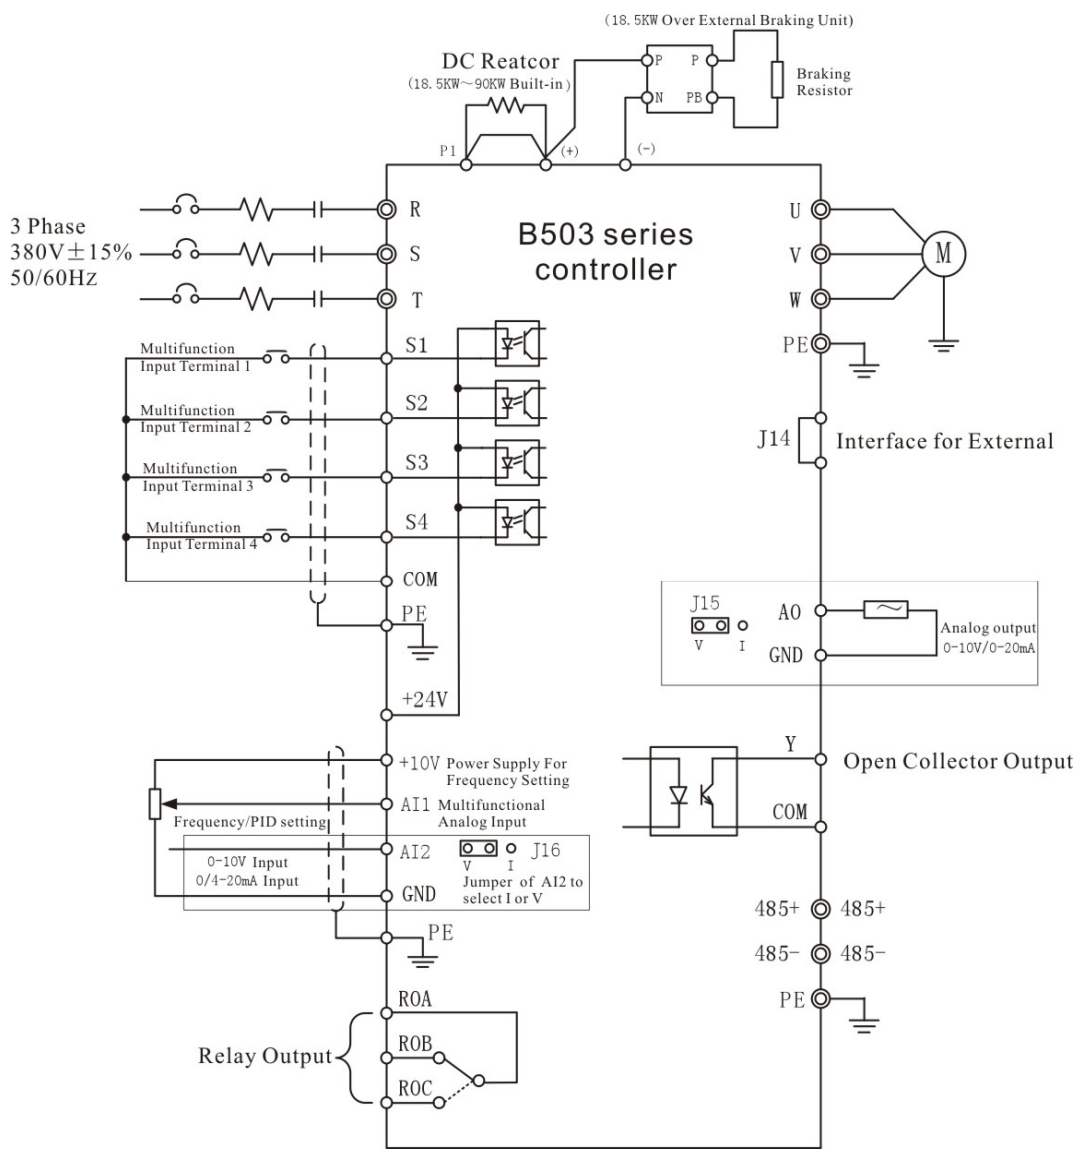 (18.5KW Over External Braking Unit)
DC Reatcor
(18.5KW~90KW Built-in)
P P
N PB
Braking
Resistor
P1 (+) (-)
3 Phase
380V±15%
50/60Hz
R
S
T
B503 series
controller
U
V
W
M
PE
Multifunction
Input Terminal 1
S1
Multifunction
Input Terminal 2
S2
Multifunction
Input Terminal 3
S3
Multifunction
Input Terminal 4
S4
COM
PE
+24V
J14 Interface for External
J15
V I
AO
GND
Analog output
0-10V/0-20mA
+10V Power Supply For
Frequency Setting
AI1 Multifunctional
Analog Input
Frequency/PID setting
AI2
0-10V Input
0/4-20mA Input
J16
V I
Jumper of AI2 to
select I or V
GND
PE
Y Open Collector Output
COM
485+ 485+
485- 485-
PE
Relay Output
ROA
ROB
ROC